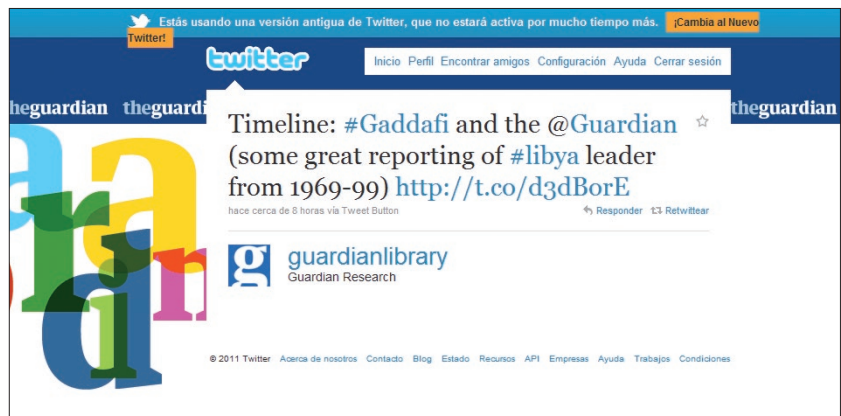 Estás usando una versión antigua de Twitter, que no estará activa por mucho tiempo más. ¡Cambia al Nuevo
Twitter!
twitter
Inicio Perfil Encontrar amigos Configuración Ayuda Cerrar sesión
heguardian theguardi theguardian
Timeline: #Gaddafi and the @Guardian
(some great reporting of #libya leader
from 1969-99) http://t.co/d3dBorE
hace cerca de 8 horas vía Tweet Button Responder Retwittear
g guardianlibrary
Guardian Research
© 2011 Twitter Acerca de nosotros Contacto Blog Estado Recursos API Empresas Ayuda Trabajos Condiciones